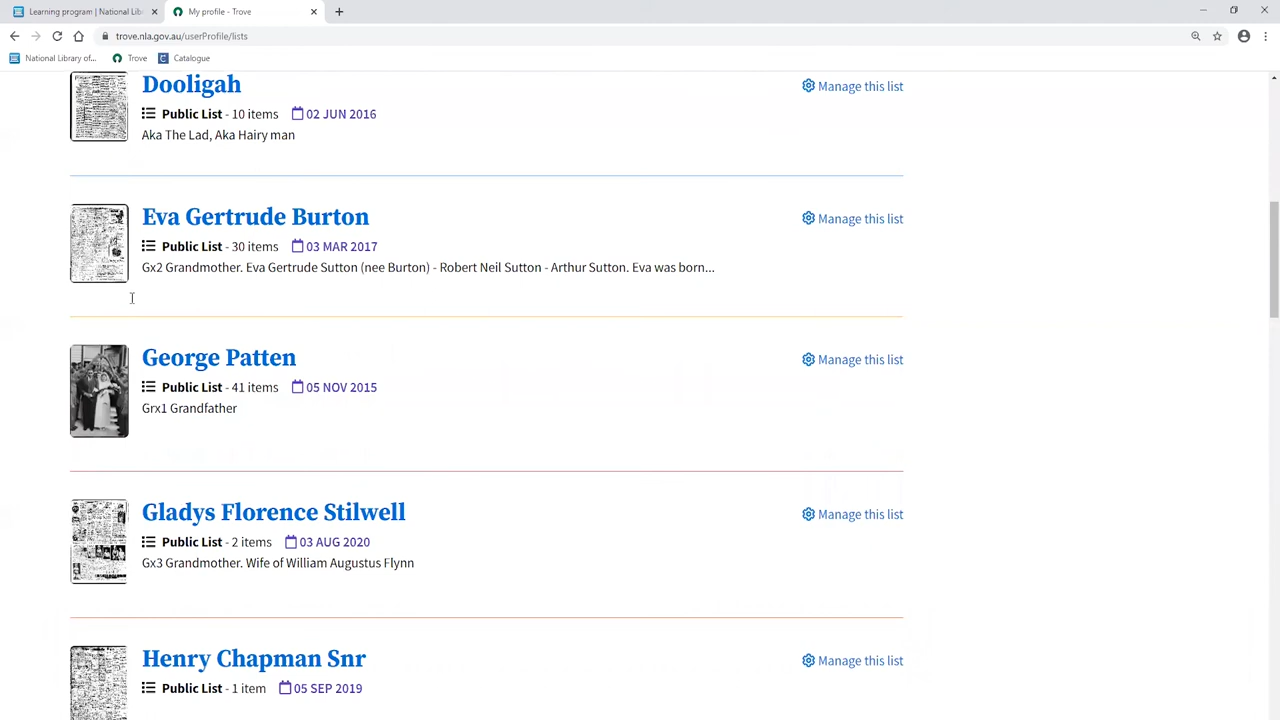 Learning program | National Lib
My profile - Trove
trove.nla.gov.au/userProfile/lists
National Library of...
Trove
Catalogue
Dooligah
Manage this list
Public List - 10 items 02 JUN 2016
Aka The Lad, Aka Hairy man
Eva Gertrude Burton
Manage this list
Public List - 30 items 03 MAR 2017
Gx2 Grandmother. Eva Gertrude Sutton (nee Burton) - Robert Neil Sutton - Arthur Sutton. Eva was born...
George Patten
Manage this list
Public List - 41 items 05 NOV 2015
Grx1 Grandfather
Gladys Florence Stilwell
Manage this list
Public List - 2 items 03 AUG 2020
Gx3 Grandmother. Wife of William Augustus Flynn
Henry Chapman Snr
Manage this list
Public List - 1 item 05 SEP 2019